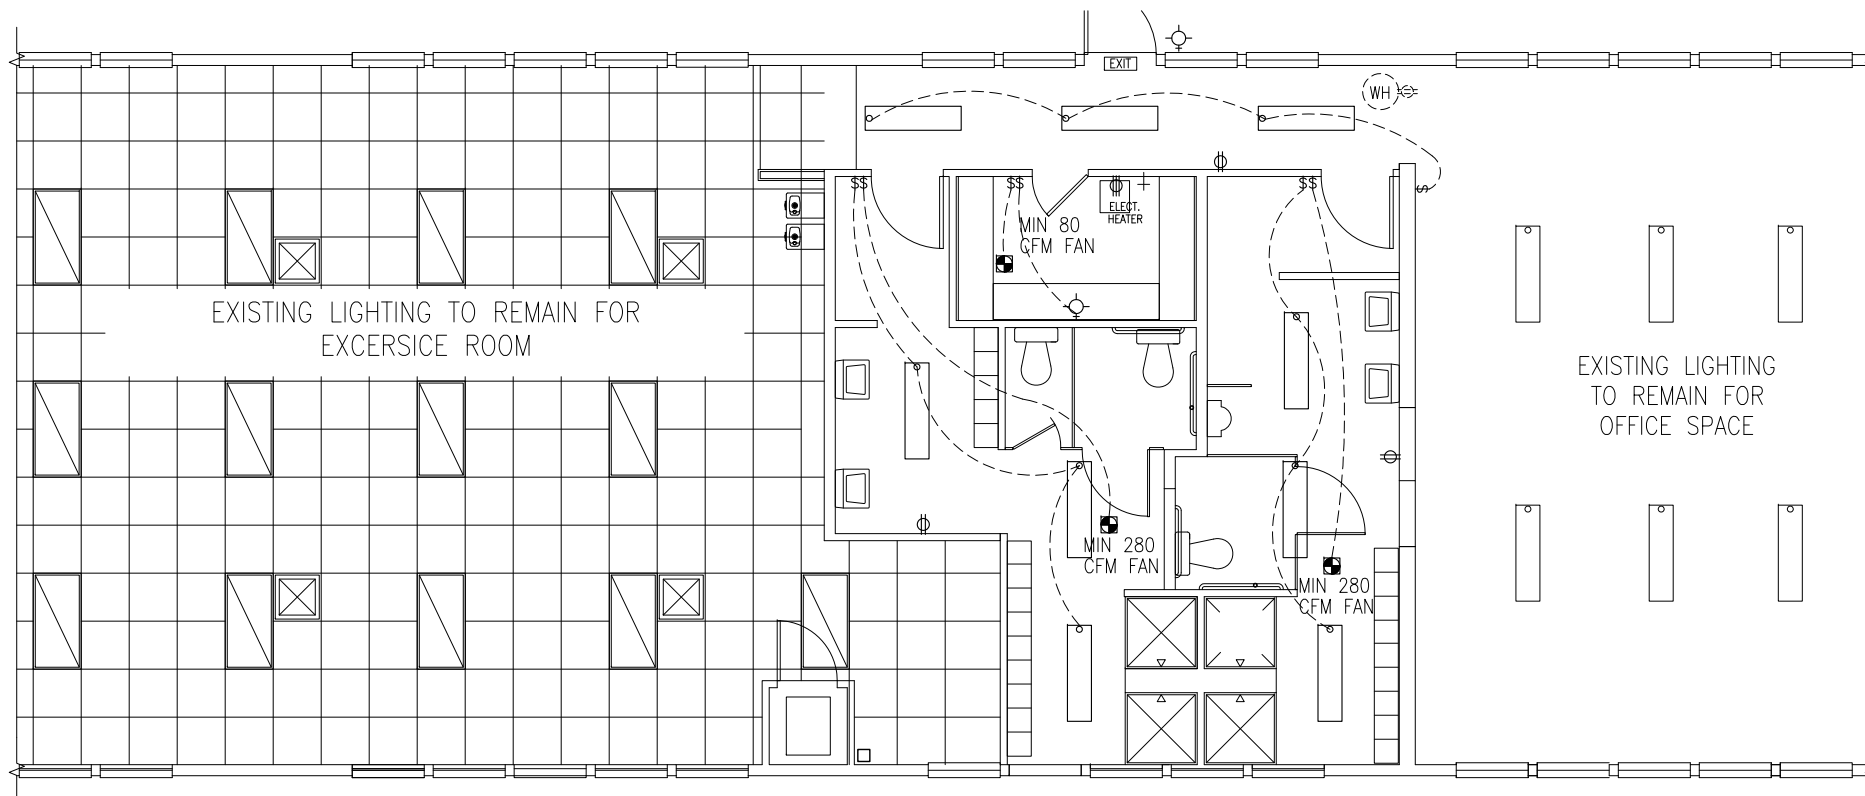 EXIT
WH
$$
$$
$$
$
ELECT.
HEATER
MIN 80
CFM FAN
EXISTING LIGHTING TO REMAIN FOR
EXCERSICE ROOM
EXISTING LIGHTING
TO REMAIN FOR
OFFICE SPACE
MIN 280
CFM FAN
MIN 280
CFM FAN